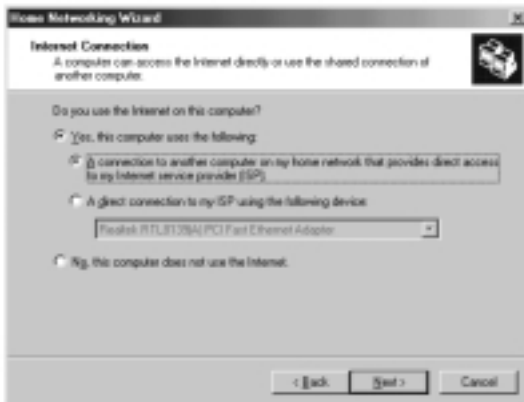 Home Networking Wizard
Internet Connection
A computer can access the Internet directly or use the shared connection of
another computer.
Do you use the Internet on this computer?
Yes, this computer uses the following:
A connection to another computer on my home network that provides direct access
to my Internet service provider (ISP).
A direct connection to my ISP using the following device:
Realtek RTL8139(A) PCI Fast Ethernet Adapter
No, this computer does not use the Internet.
< Back
Next >
Cancel